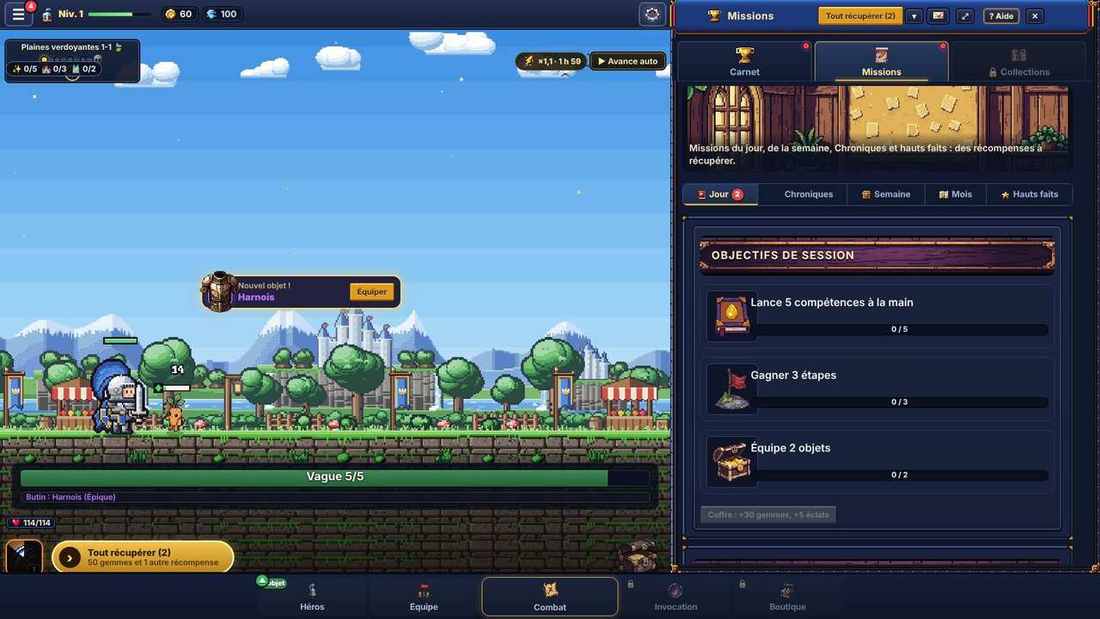 4
Niv. 1
60
100
Plaines verdoyantes 1-1
0/5 0/3 0/2
×1,1 · 1 h 59
Avance auto
Nouvel objet !
Harnois
Équiper
14
Vague 5/5
Butin : Harnois (Épique)
114/114
Tout récupérer (2)
50 gemmes et 1 autre récompense
Missions
Tout récupérer (2)
? Aide
Carnet
Missions
Collections
Missions du jour, de la semaine, Chroniques et hauts faits : des récompenses à
récupérer.
Jour 2
Chroniques
Semaine
Mois
Hauts faits
OBJECTIFS DE SESSION
Lance 5 compétences à la main
0 / 5
Gagner 3 étapes
0 / 3
Équipe 2 objets
0 / 2
Coffre : +30 gemmes, +5 éclats
objet
Héros
Équipe
Combat
Invocation
Boutique